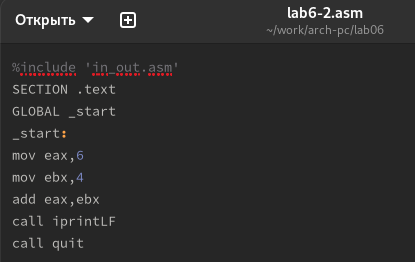 Открыть
lab6-2.asm
~/work/arch-pc/lab06
%include 'in_out.asm'
SECTION .text
GLOBAL _start
_start:
mov eax,6
mov ebx,4
add eax,ebx
call iprintLF
call quit